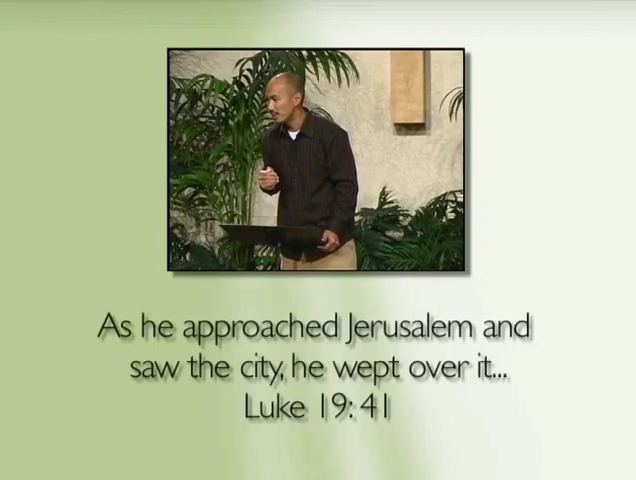 As he approached Jerusalem and
saw the city, he wept over it...
Luke 19:41